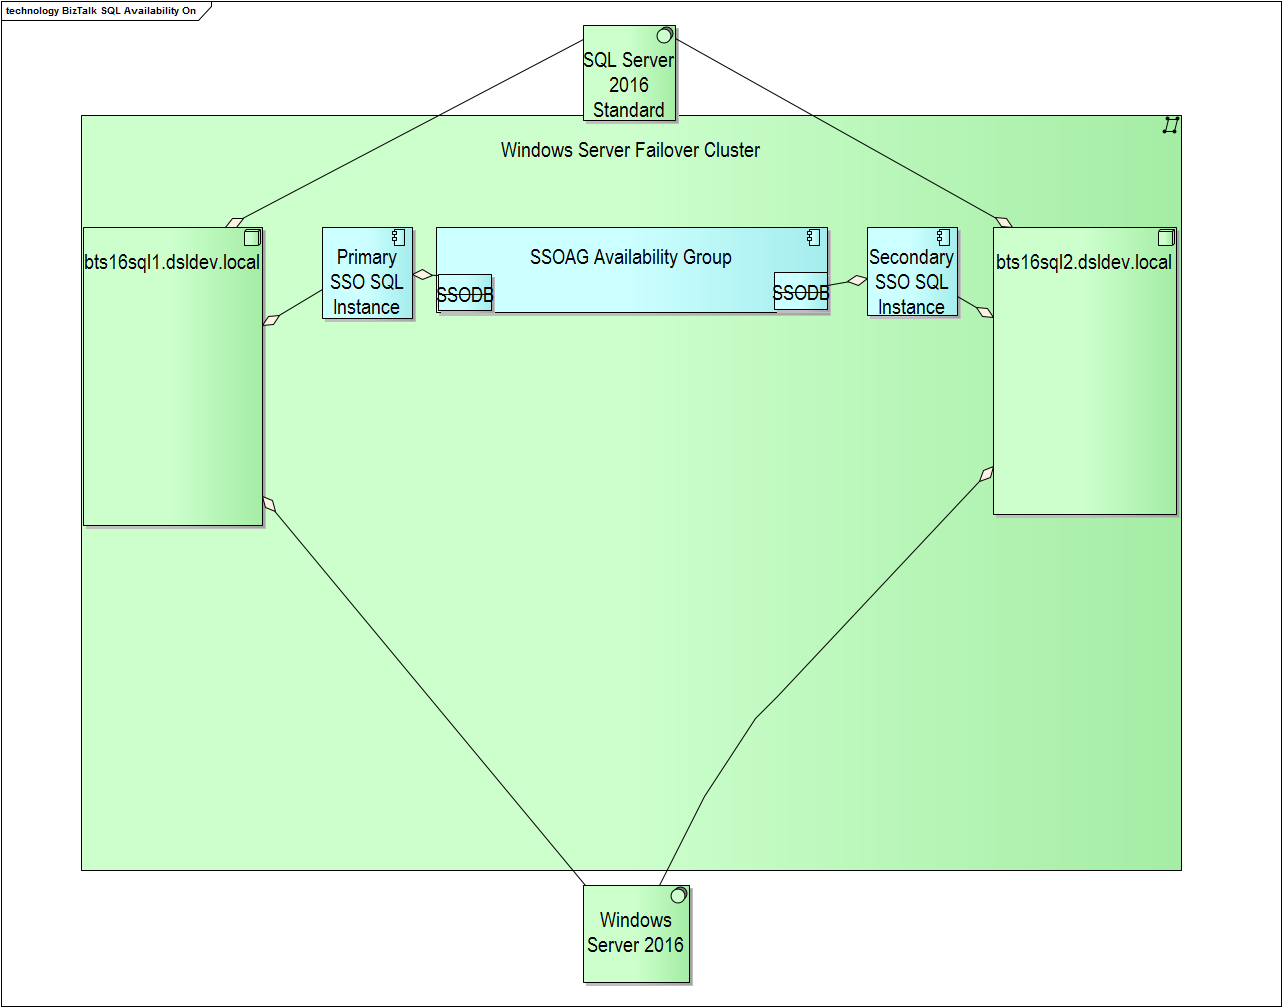 technology BizTalk SQL Availability On
SQL Server
2016
Standard
Windows Server Failover Cluster
bts16sql1.dsldev.local
Primary
SSO SQL
Instance
SSOAG Availability Group
SSODB
SSODB
Secondary
SSO SQL
Instance
bts16sql2.dsldev.local
Windows
Server 2016